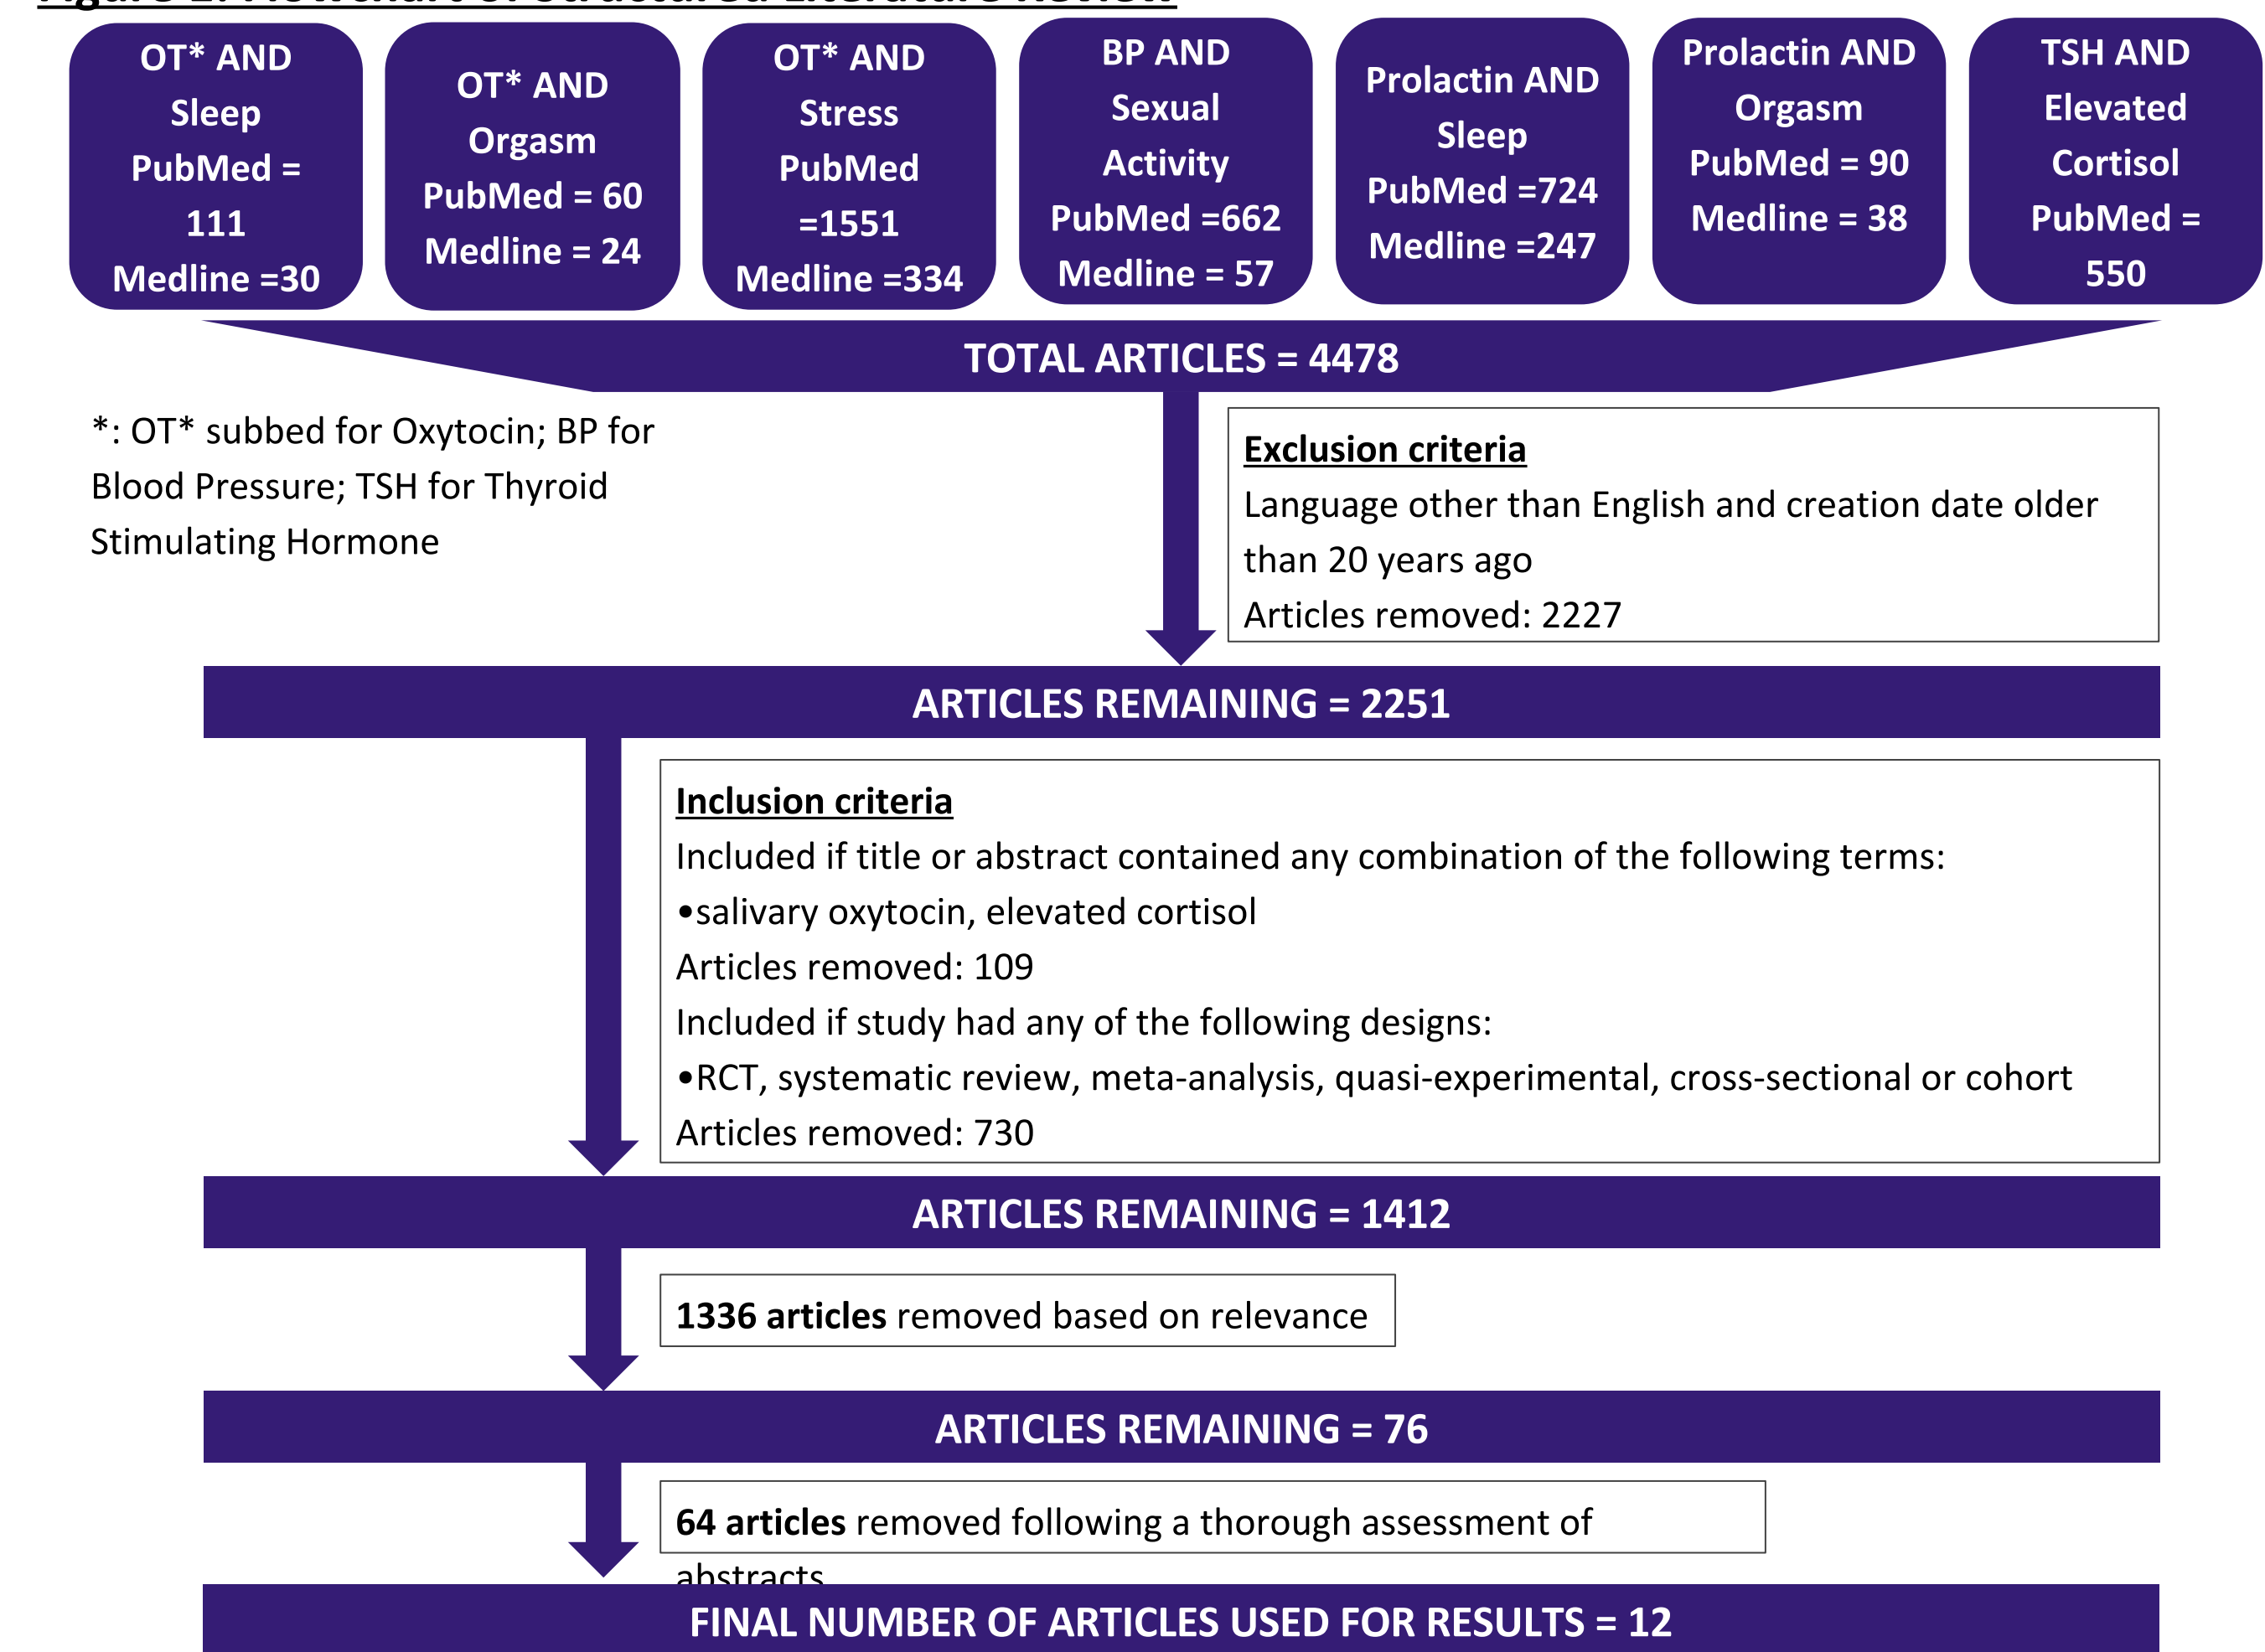 Figure 1: Flowchart of Structured Literature Review
OT* AND
Sleep
PubMed =
111
Medline =30
OT* AND
Orgasm
PubMed = 60
Medline = 24
OT* AND
Stress
PubMed
=1551
Medline =334
BP AND
Sexual
Activity
PubMed =662
Medline = 57
Prolactin AND
Sleep
PubMed =724
Medline =247
Prolactin AND
Orgasm
PubMed = 90
Medline = 38
TSH AND
Elevated
Cortisol
PubMed =
550
TOTAL ARTICLES = 4478
*: OT* subbed for Oxytocin; BP for
Blood Pressure; TSH for Thyroid
Stimulating Hormone
Exclusion criteria
Language other than English and creation date older
than 20 years ago
Articles removed: 2227
ARTICLES REMAINING = 2251
Inclusion criteria
Included if title or abstract contained any combination of the following terms:
•salivary oxytocin, elevated cortisol
Articles removed: 109
Included if study had any of the following designs:
•RCT, systematic review, meta-analysis, quasi-experimental, cross-sectional or cohort
Articles removed: 730
ARTICLES REMAINING = 1412
1336 articles removed based on relevance
ARTICLES REMAINING = 76
64 articles removed following a thorough assessment of
abstracts
FINAL NUMBER OF ARTICLES USED FOR RESULTS = 12